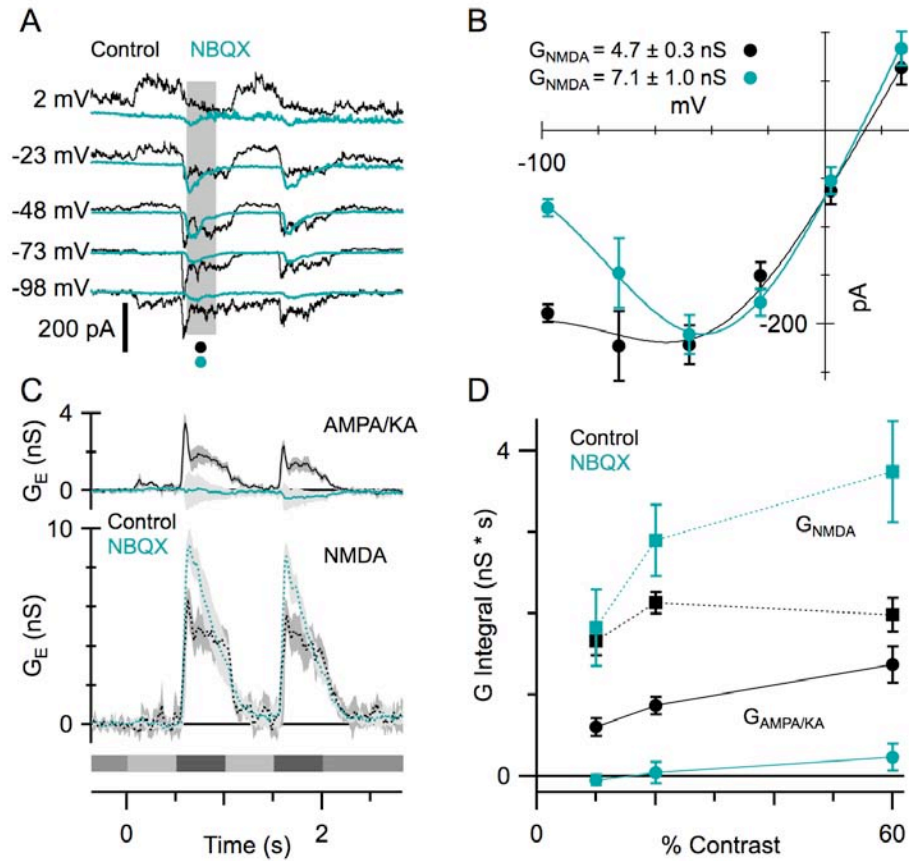 A
Control NBQX
2 mV
-23 mV
-48 mV
-73 mV
-98 mV
200 pA
B
G_NMDA = 4.7 ± 0.3 nS
G_NMDA = 7.1 ± 1.0 nS
mV
-100
-200
pA
C
4
0
G_E (nS)
AMPA/KA
10
0
G_E (nS)
Control
NBQX
NMDA
0 2
Time (s)
D
Control
NBQX
4
0
G Integral (nS * s)
G_NMDA
G_AMPA/KA
0 60
% Contrast